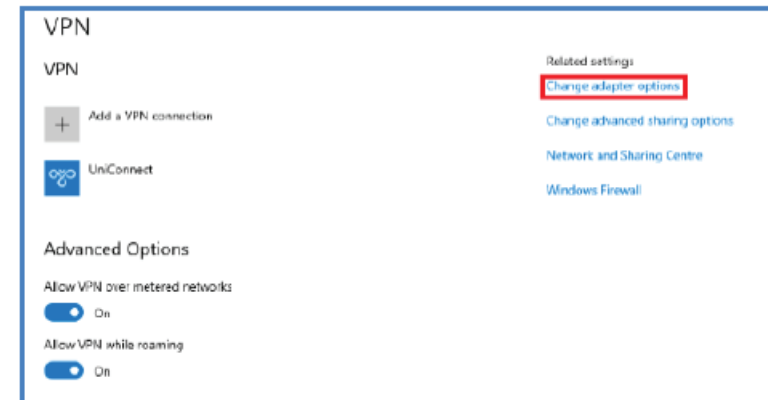 VPN
VPN
Add a VPN connection
UniConnect
Advanced Options
Allow VPN over metered networks
On
Allow VPN while roaming
On
Related settings
Change adapter options
Change advanced sharing options
Network and Sharing Centre
Windows Firewall